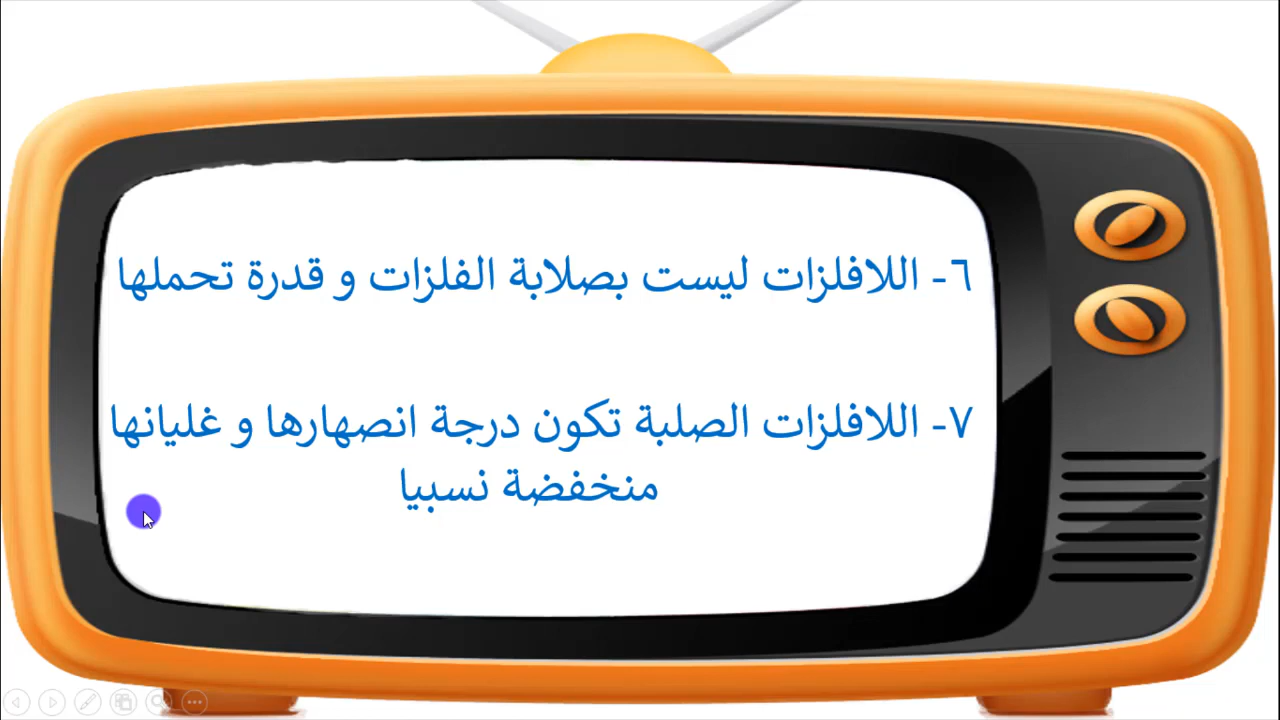 ٦- اللافلزات ليست بصلابة الفلزات و قدرة تحملها
٧- اللافلزات الصلبة تكون درجة انصهارها و غليانها
منخفضة نسبيا